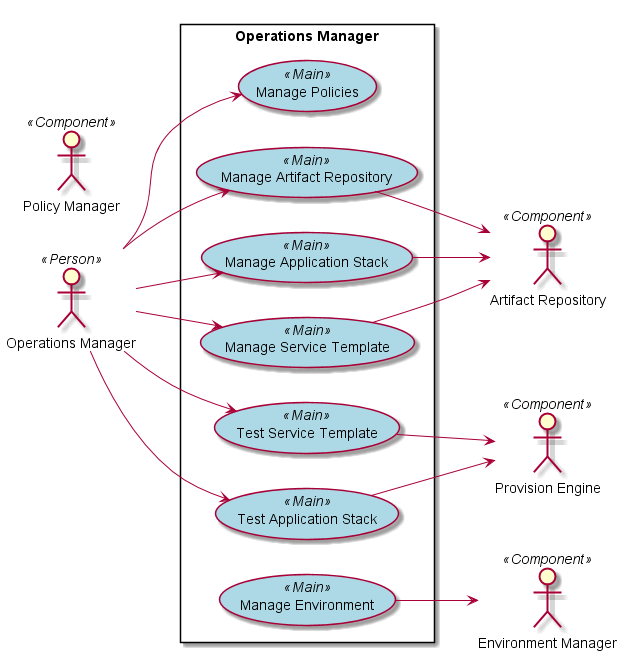 Operations Manager
«Main»
Manage Policies
«Component»
Policy Manager
«Main»
Manage Artifact Repository
«Component»
Artifact Repository
«Main»
Manage Application Stack
«Person»
Operations Manager
«Main»
Manage Service Template
«Main»
Test Service Template
«Component»
Provision Engine
«Main»
Test Application Stack
«Main»
Manage Environment
«Component»
Environment Manager